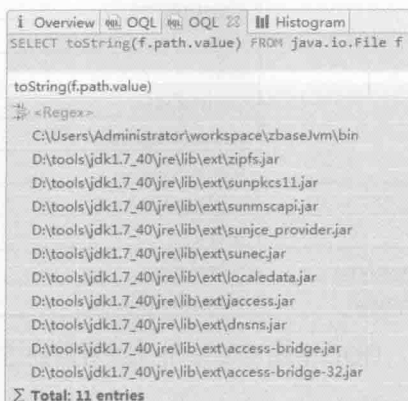 i Overview OQL OQL Histogram
SELECT toString(f.path.value) FROM java.io.File f
toString(f.path.value)
<Regex>
C:\Users\Administrator\workspace\zbaseJvm\bin
D:\tools\jdk1.7_40\jre\lib\ext\zipfs.jar
D:\tools\jdk1.7_40\jre\lib\ext\sunpkcs11.jar
D:\tools\jdk1.7_40\jre\lib\ext\sunmscapi.jar
D:\tools\jdk1.7_40\jre\lib\ext\sunjce_provider.jar
D:\tools\jdk1.7_40\jre\lib\ext\sunec.jar
D:\tools\jdk1.7_40\jre\lib\ext\localedata.jar
D:\tools\jdk1.7_40\jre\lib\ext\jaccess.jar
D:\tools\jdk1.7_40\jre\lib\ext\dnsns.jar
D:\tools\jdk1.7_40\jre\lib\ext\access-bridge.jar
D:\tools\jdk1.7_40\jre\lib\ext\access-bridge-32.jar
Σ Total: 11 entries